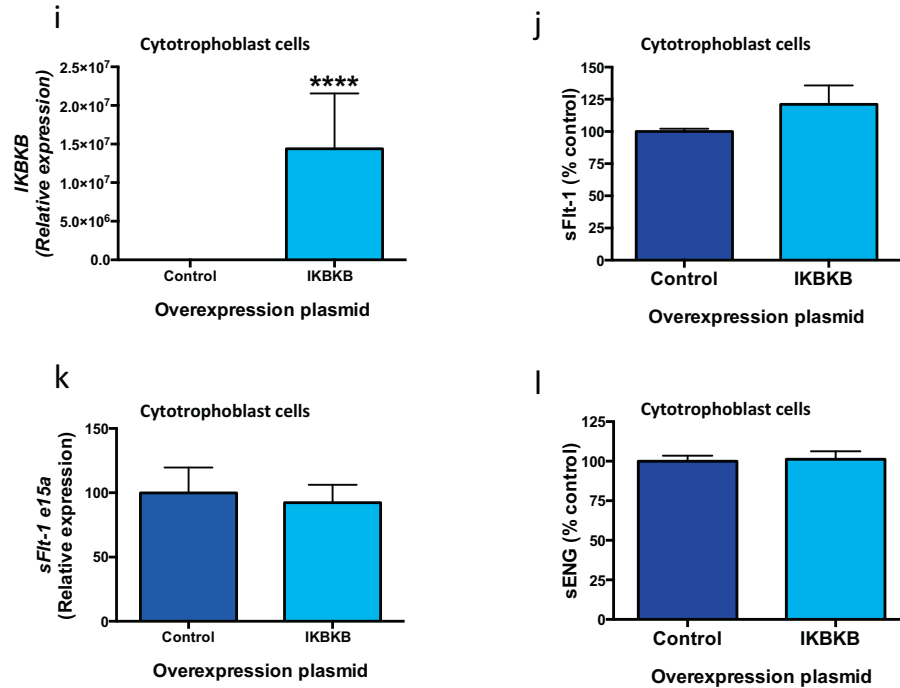 i
Cytotrophoblast cells
IKBKB
(Relative expression)
2.5×10⁷
2.0×10⁷
1.5×10⁷
1.0×10⁷
5.0×10⁶
0.0
****
Control IKBKB
Overexpression plasmid
j
Cytotrophoblast cells
sFlt-1 (% control)
150
125
100
75
50
25
0
Control IKBKB
Overexpression plasmid
k
Cytotrophoblast cells
sFlt-1 e15a
(Relative expression)
150
100
50
0
Control IKBKB
Overexpression plasmid
l
Cytotrophoblast cells
sENG (% control)
125
100
75
50
25
0
Control IKBKB
Overexpression plasmid